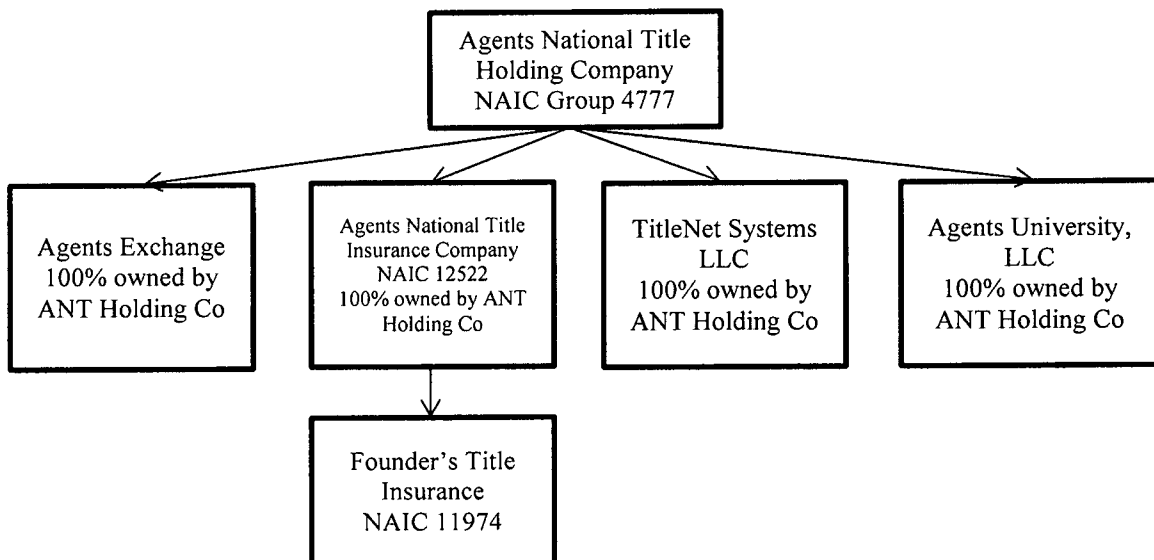 Agents National Title
Holding Company
NAIC Group 4777
Agents Exchange
100% owned by
ANT Holding Co
Agents National Title
Insurance Company
NAIC 12522
100% owned by ANT
Holding Co
TitleNet Systems
LLC
100% owned by
ANT Holding Co
Agents University,
LLC
100% owned by
ANT Holding Co
Founder's Title
Insurance
NAIC 11974